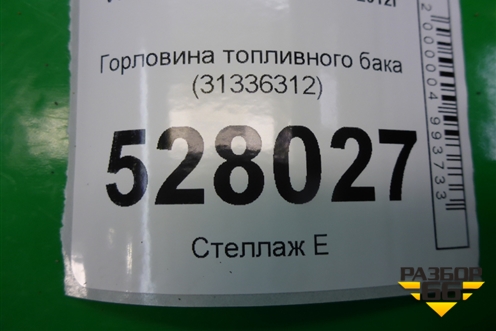 Горловина топливного бака
(31336312)
528027
Стеллаж Е
2000004993733
РАЗБОР
66